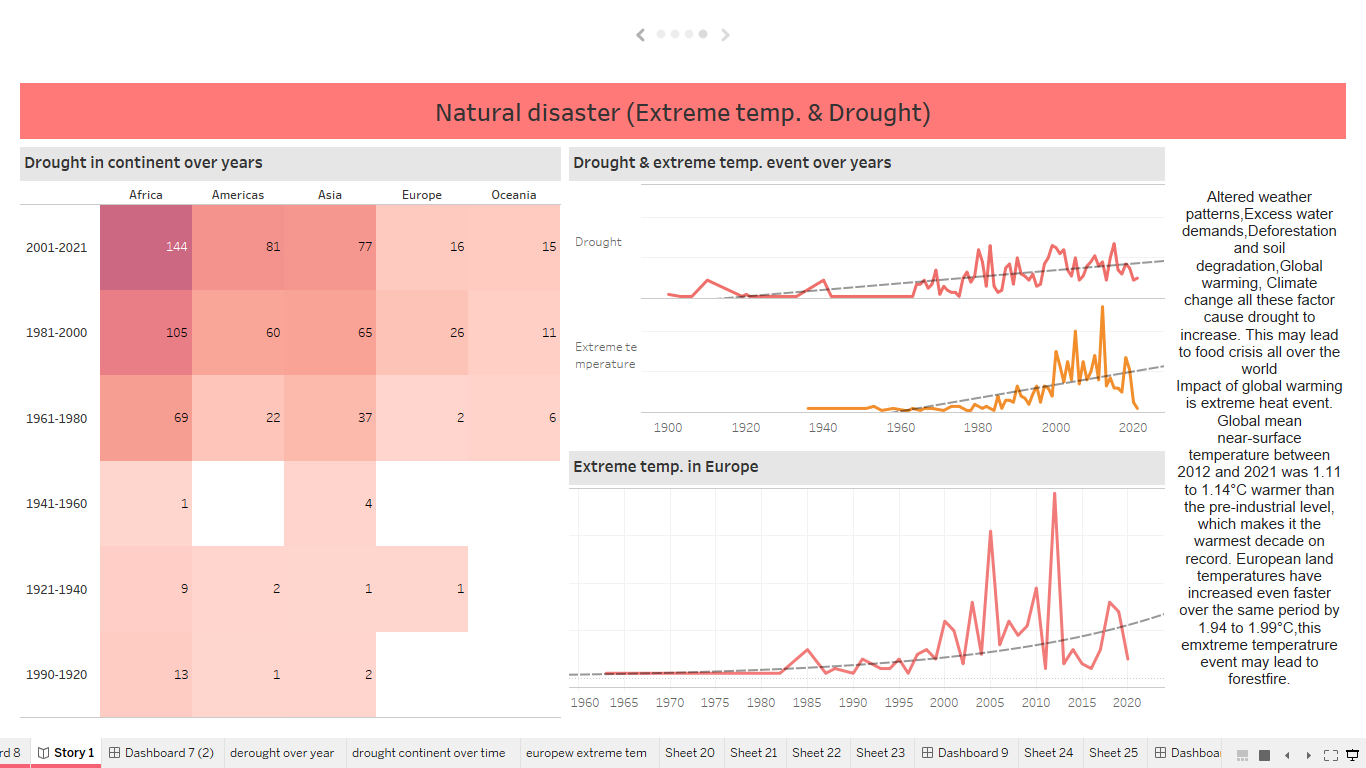 Natural disaster (Extreme temp. & Drought)
Drought in continent over years
Africa Americas Asia Europe Oceania
2001-2021 144 81 77 16 15
1981-2000 105 60 65 26 11
1961-1980 69 22 37 2 6
1941-1960 1 4
1921-1940 9 2 1 1
1990-1920 13 1 2
Drought & extreme temp. event over years
Drought
Extreme te
mperature
1900 1920 1940 1960 1980 2000 2020
Extreme temp. in Europe
1960 1965 1970 1975 1980 1985 1990 1995 2000 2005 2010 2015 2020
Altered weather
patterns,Excess water
demands,Deforestation
and soil
degradation,Global
warming, Climate
change all these factor
cause drought to
increase. This may lead
to food crisis all over the
world
Impact of global warming
is extreme heat event.
Global mean
near-surface
temperature between
2012 and 2021 was 1.11
to 1.14°C warmer than
the pre-industrial level,
which makes it the
warmest decade on
record. European land
temperatures have
increased even faster
over the same period by
1.94 to 1.99°C,this
emxtreme temperatrure
event may lead to
forestfire.
rd 8 Story 1 Dashboard 7 (2) derought over year drought continent over time europew extreme tem Sheet 20 Sheet 21 Sheet 22 Sheet 23 Dashboard 9 Sheet 24 Sheet 25 Dashboa